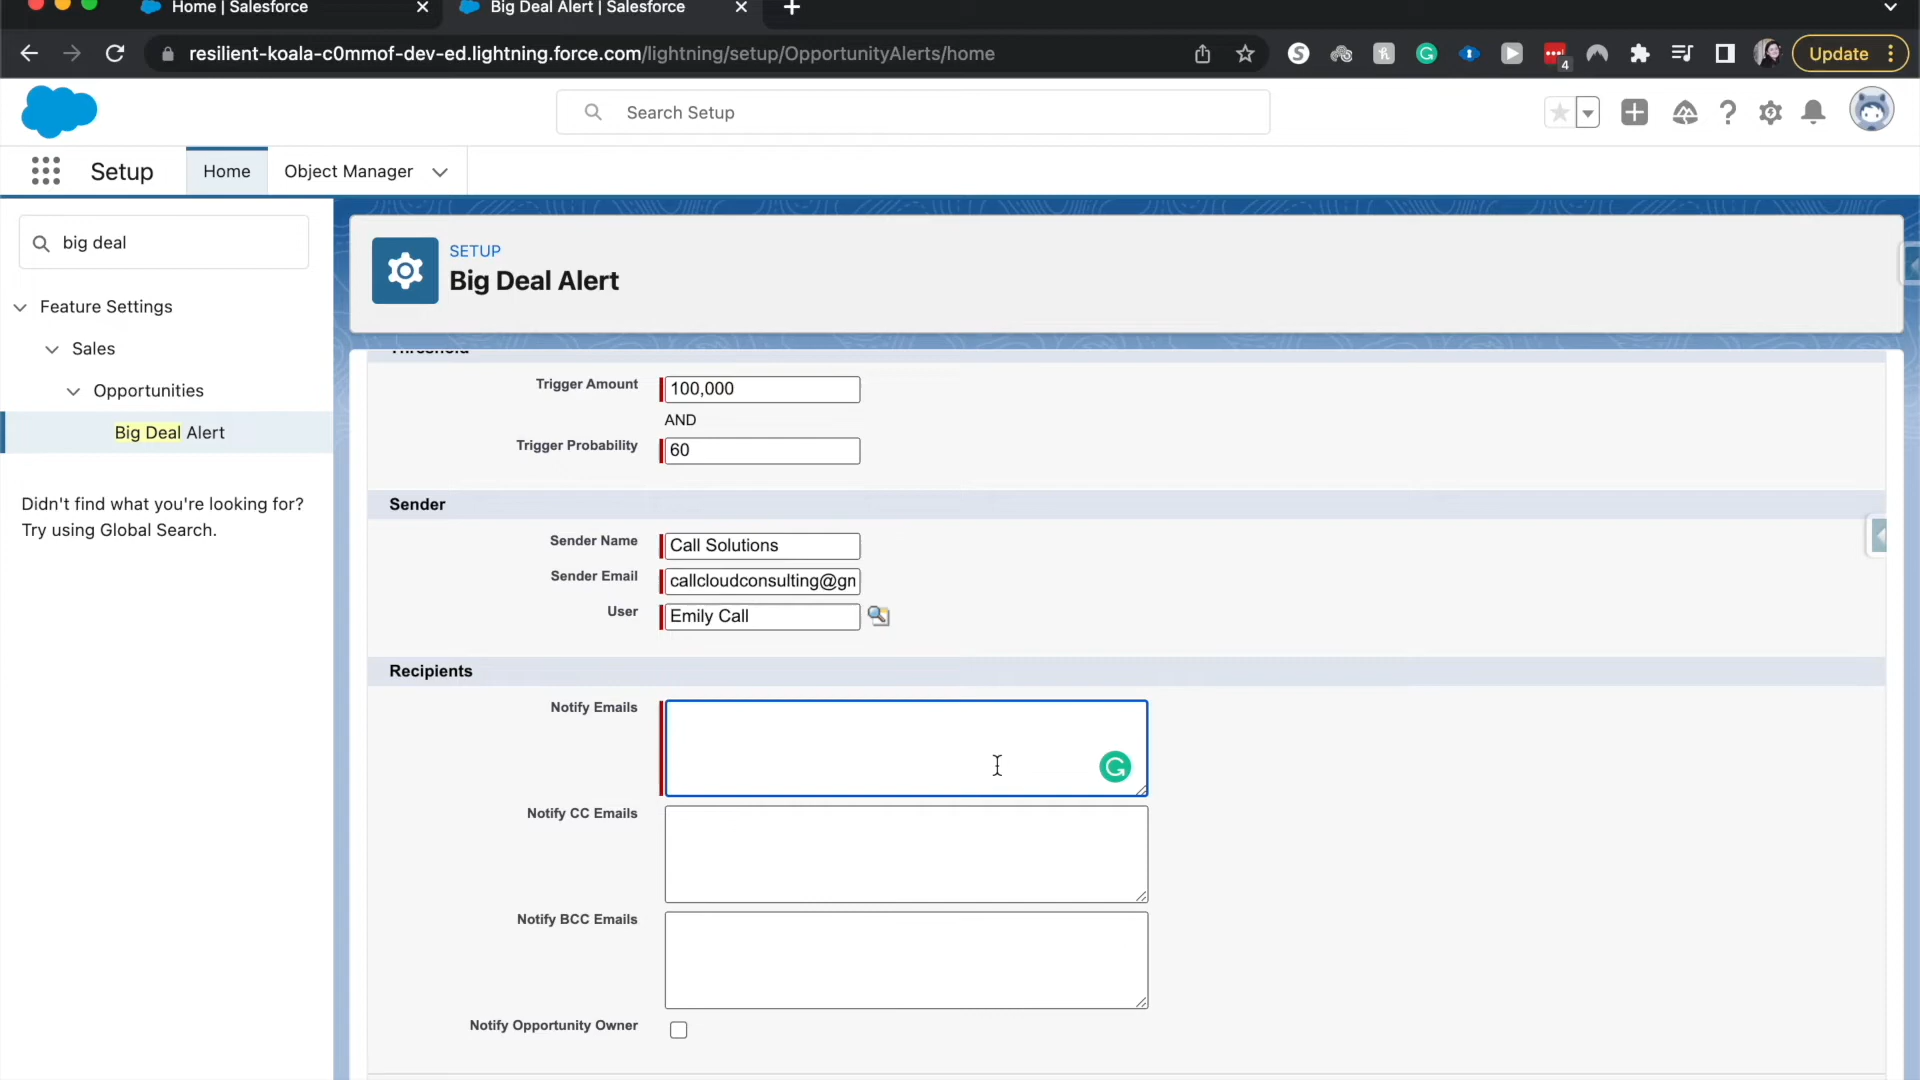 Home | Salesforce
Big Deal Alert | Salesforce
resilient-koala-c0mmof-dev-ed.lightning.force.com/lightning/setup/OpportunityAlerts/home
4
Update
Search Setup
Setup
Home
Object Manager
big deal
Feature Settings
Sales
Opportunities
Big Deal Alert
Didn't find what you're looking for?
Try using Global Search.
SETUP
Big Deal Alert
Threshold
Trigger Amount
100,000
AND
Trigger Probability
60
Sender
Sender Name
Call Solutions
Sender Email
callcloudconsulting@gm
User
Emily Call
Recipients
Notify Emails
Notify CC Emails
Notify BCC Emails
Notify Opportunity Owner